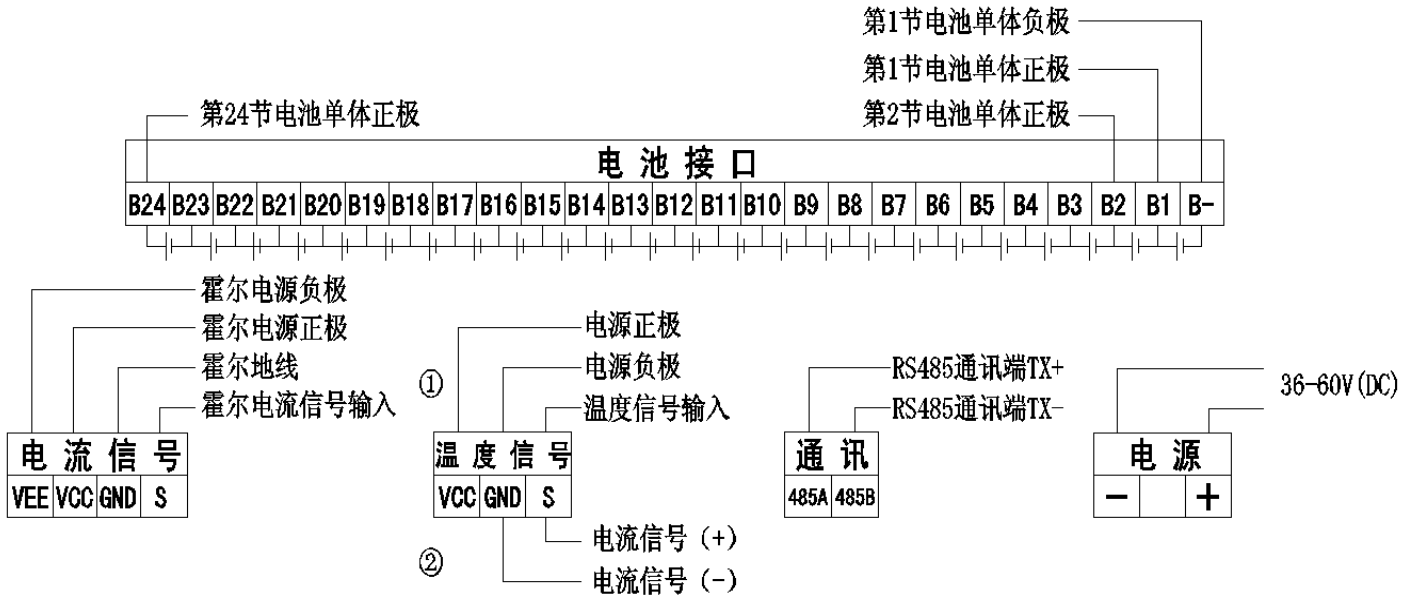 第1节电池单体负极
第1节电池单体正极
第24节电池单体正极
第2节电池单体正极
电池接口
B24 B23 B22 B21 B20 B19 B18 B17 B16 B15 B14 B13 B12 B11 B10 B9 B8 B7 B6 B5 B4 B3 B2 B1 B-
霍尔电源负极
霍尔电源正极
霍尔地线
霍尔电流信号输入
电流信号
VEE VCC GND S
①
电源正极
电源负极
温度信号输入
温度信号
VCC GND S
②
电流信号 (+)
电流信号 (-)
RS485通讯端TX+
RS485通讯端TX-
通讯
485A 485B
36-60V(DC)
电源
- +